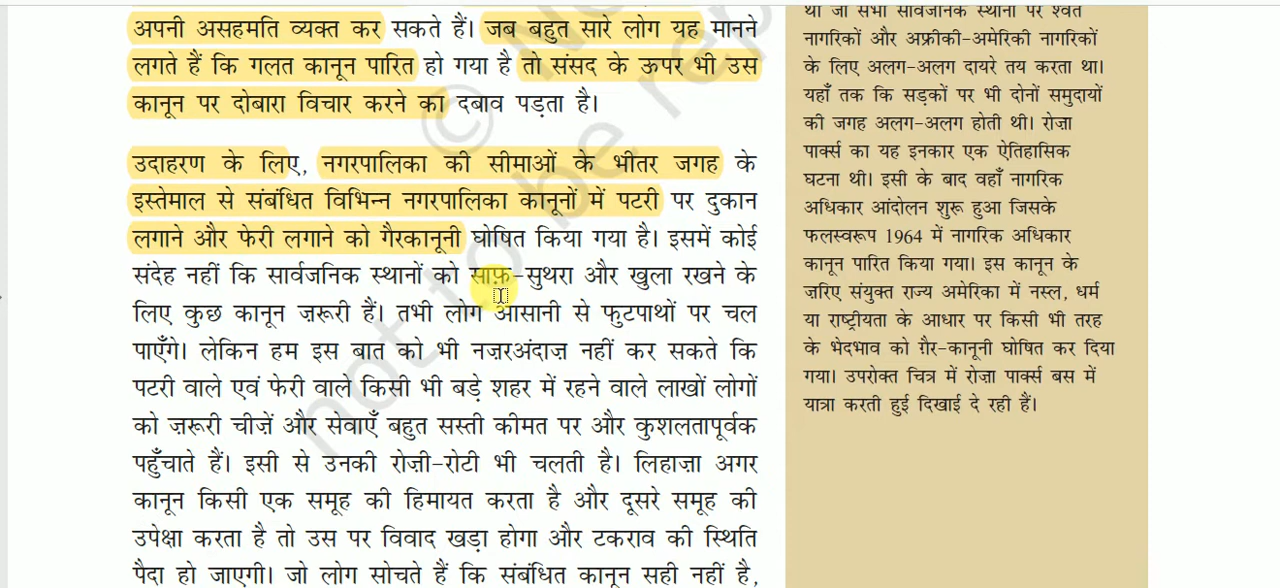 अपनी असहमति व्यक्त कर सकते हैं। जब बहुत सारे लोग यह मानने
लगते हैं कि गलत कानून पारित हो गया है तो संसद के ऊपर भी उस
कानून पर दोबारा विचार करने का दबाव पड़ता है।
उदाहरण के लिए, नगरपालिका की सीमाओं के भीतर जगह के
इस्तेमाल से संबंधित विभिन्न नगरपालिका कानूनों में पटरी पर दुकान
लगाने और फेरी लगाने को गैरकानूनी घोषित किया गया है। इसमें कोई
संदेह नहीं कि सार्वजनिक स्थानों को साफ़-सुथरा और खुला रखने के
लिए कुछ कानून ज़रूरी हैं। तभी लोग आसानी से फुटपाथों पर चल
पाएँगे। लेकिन हम इस बात को भी नज़रअंदाज़ नहीं कर सकते कि
पटरी वाले एवं फेरी वाले किसी भी बड़े शहर में रहने वाले लाखों लोगों
को ज़रूरी चीज़ें और सेवाएँ बहुत सस्ती कीमत पर और कुशलतापूर्वक
पहुँचाते हैं। इसी से उनकी रोज़ी-रोटी भी चलती है। लिहाज़ा अगर
कानून किसी एक समूह की हिमायत करता है और दूसरे समूह की
उपेक्षा करता है तो उस पर विवाद खड़ा होगा और टकराव की स्थिति
पैदा हो जाएगी। जो लोग सोचते हैं कि संबंधित कानून सही नहीं है,
था जो सभी सार्वजनिक स्थानों पर श्वेत
नागरिकों और अफ़्रीकी-अमेरिकी नागरिकों
के लिए अलग-अलग दायरे तय करता था।
यहाँ तक कि सड़कों पर भी दोनों समुदायों
की जगह अलग-अलग होती थी। रोज़ा
पार्क्स का यह इनकार एक ऐतिहासिक
घटना थी। इसी के बाद वहाँ नागरिक
अधिकार आंदोलन शुरू हुआ जिसके
फलस्वरूप 1964 में नागरिक अधिकार
कानून पारित किया गया। इस कानून के
ज़रिए संयुक्त राज्य अमेरिका में नस्ल, धर्म
या राष्ट्रीयता के आधार पर किसी भी तरह
के भेदभाव को ग़ैर-कानूनी घोषित कर दिया
गया। उपरोक्त चित्र में रोज़ा पार्क्स बस में
यात्रा करती हुई दिखाई दे रही हैं।
©
not to be rep